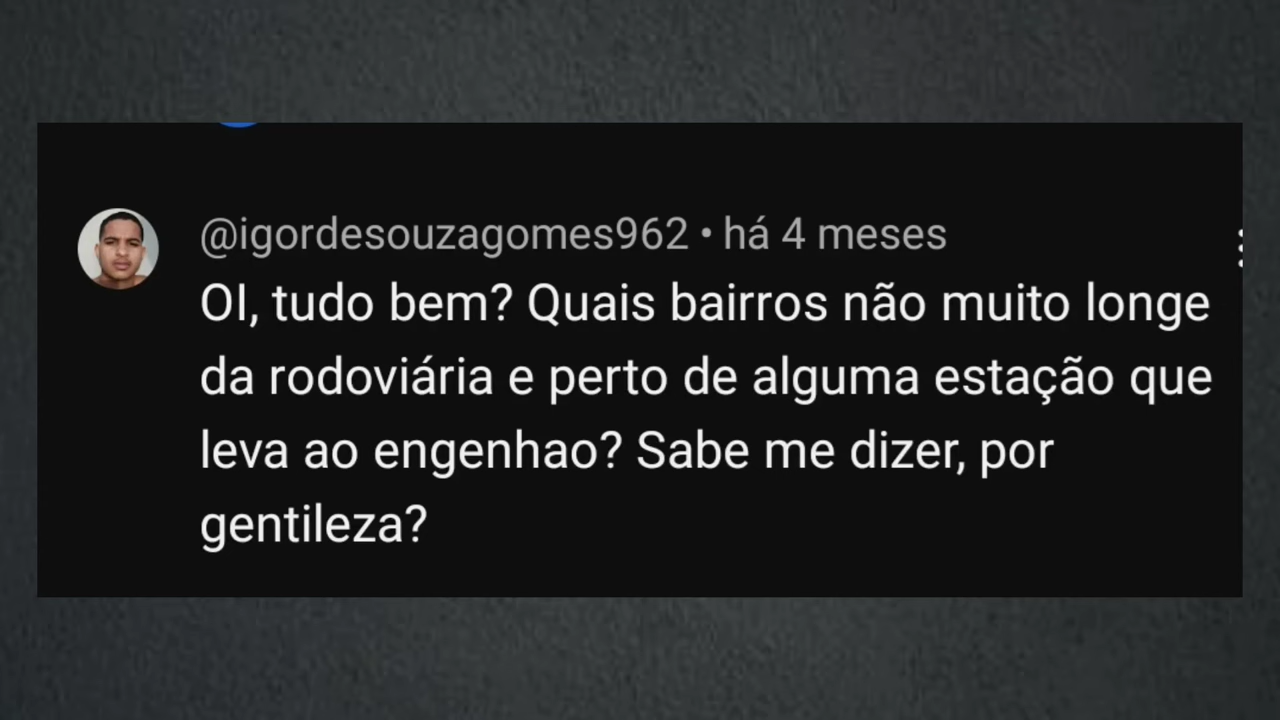 @igordesouzagomes962 • há 4 meses
OI, tudo bem? Quais bairros não muito longe
da rodoviária e perto de alguma estação que
leva ao engenhao? Sabe me dizer, por
gentileza?